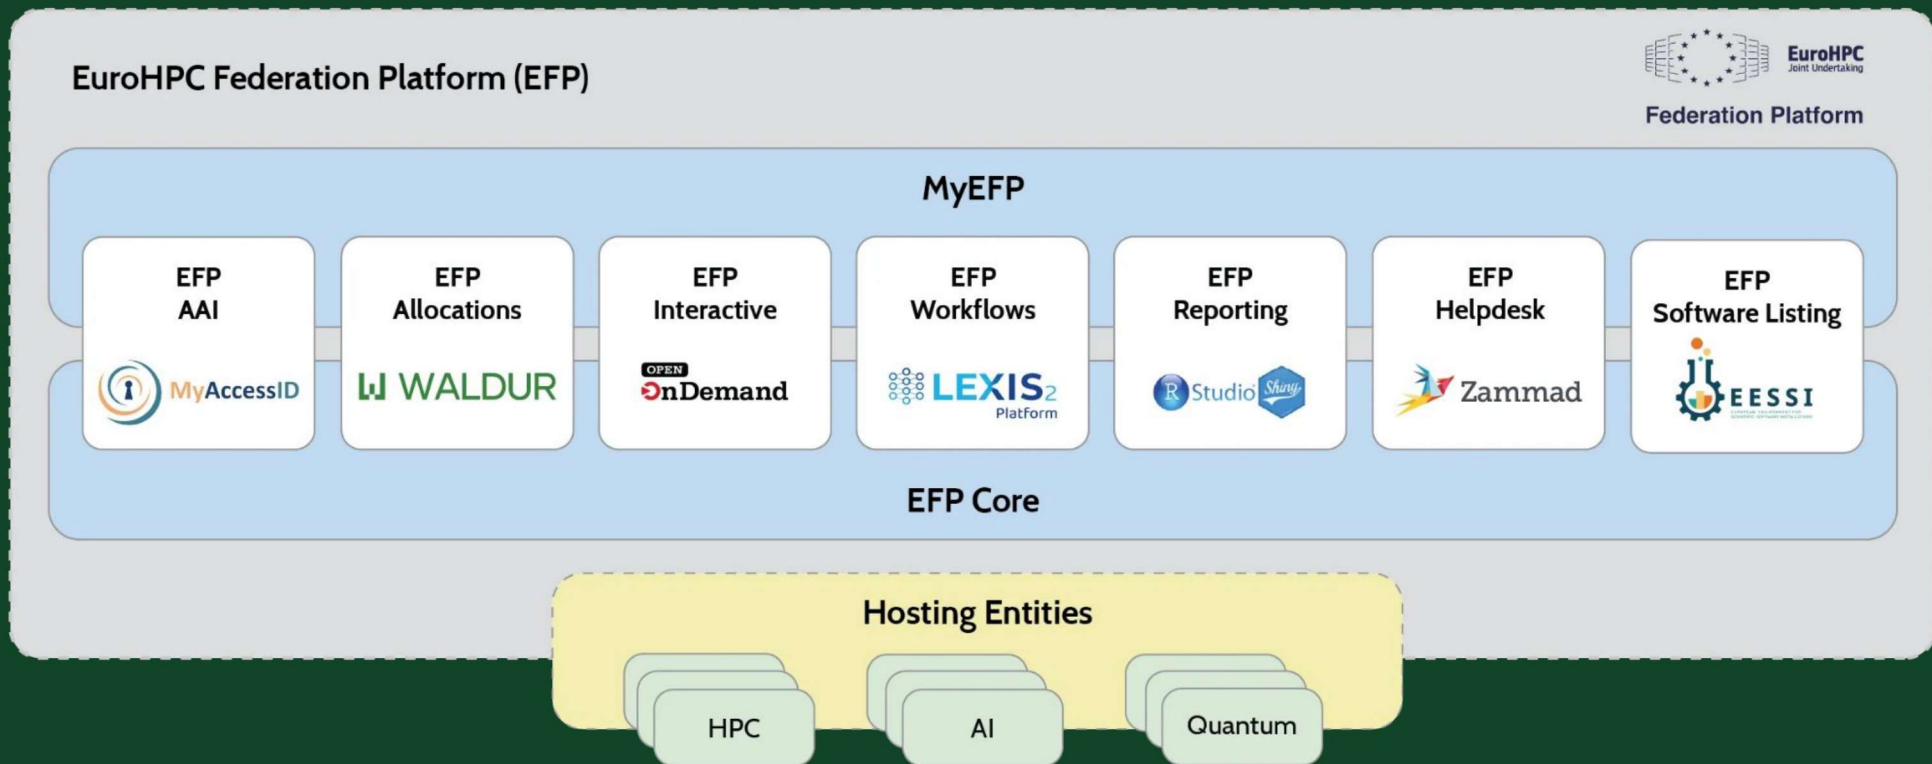 EuroHPC Federation Platform (EFP)
EuroHPC
Joint Undertaking
Federation Platform
MyEFP
EFP
AAI
MyAccessID
EFP
Allocations
WALDUR
EFP
Interactive
OPEN
OnDemand
EFP
Workflows
LEXIS2
Platform
EFP
Reporting
R Studio Shiny
EFP
Helpdesk
Zammad
EFP
Software Listing
EESSI
EFP Core
Hosting Entities
HPC
AI
Quantum